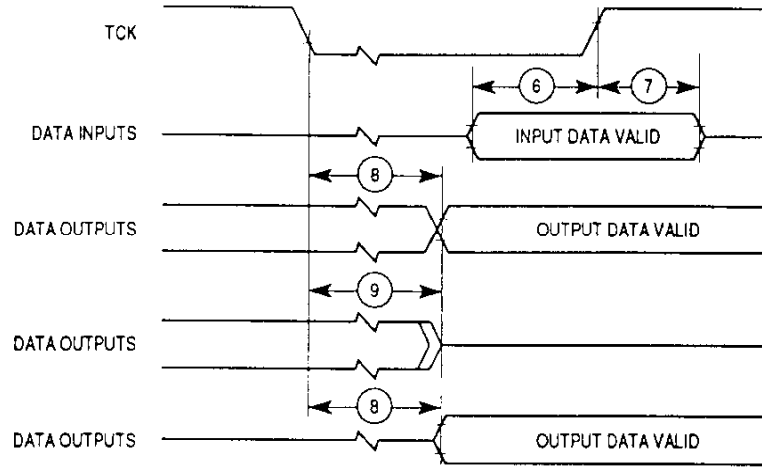 TCK
6
7
DATA INPUTS
INPUT DATA VALID
8
DATA OUTPUTS
OUTPUT DATA VALID
9
DATA OUTPUTS
8
DATA OUTPUTS
OUTPUT DATA VALID